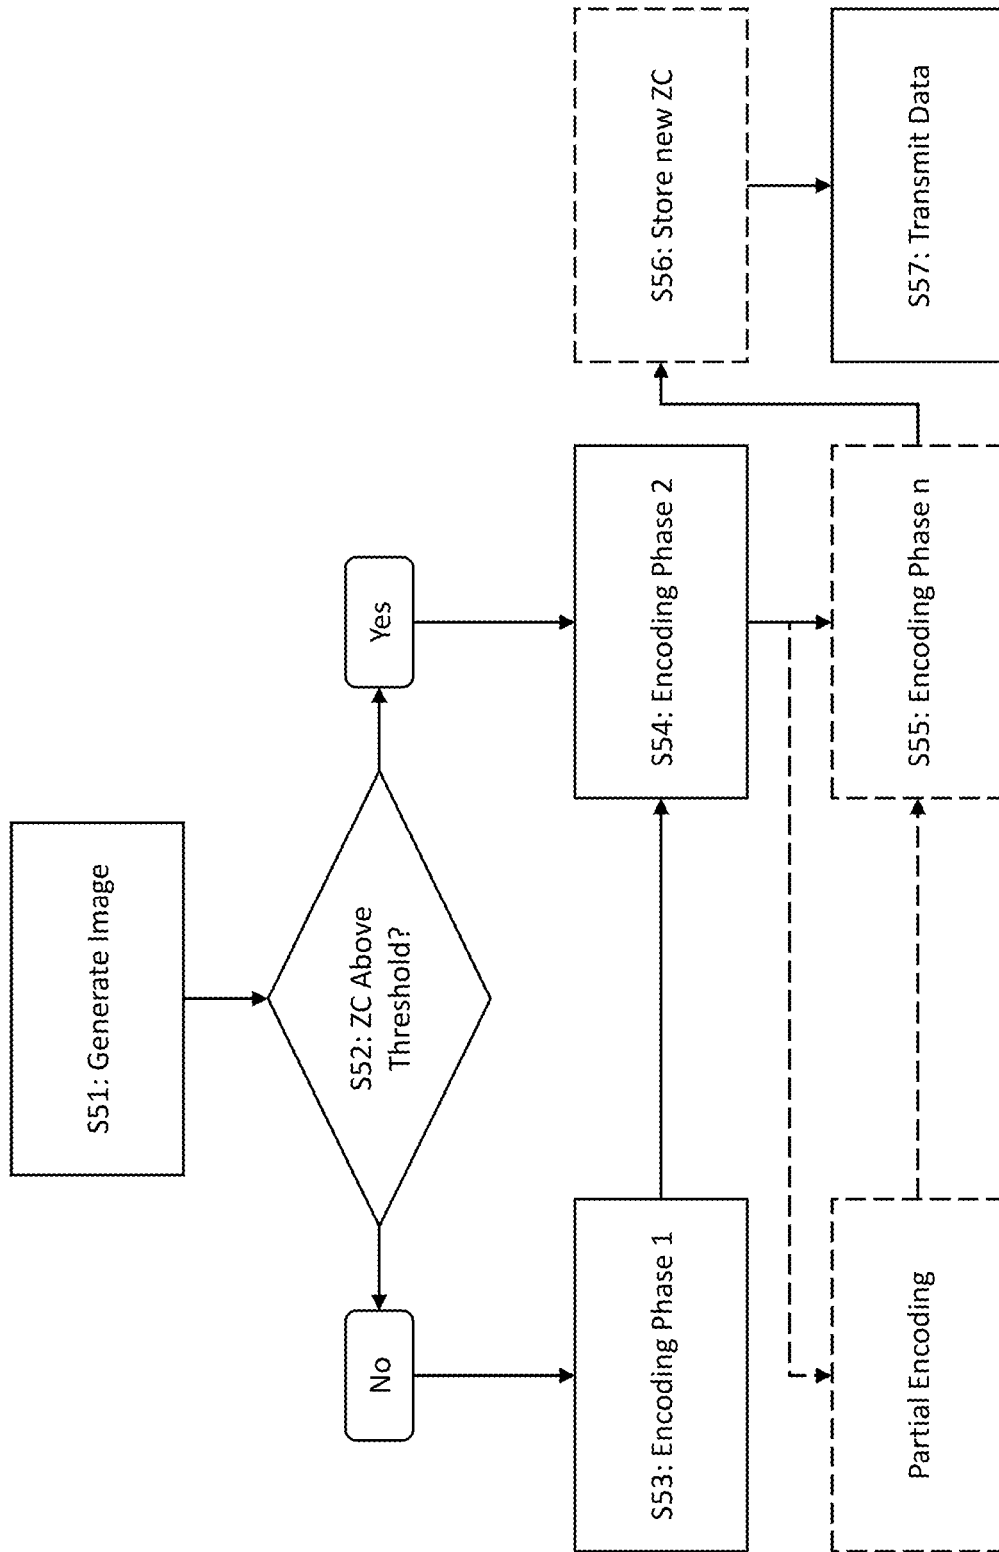 S51: Generate Image
S52: ZC Above
Threshold?
No
Yes
S53: Encoding Phase 1
S54: Encoding Phase 2
S56: Store new ZC
Partial Encoding
S55: Encoding Phase n
S57: Transmit Data